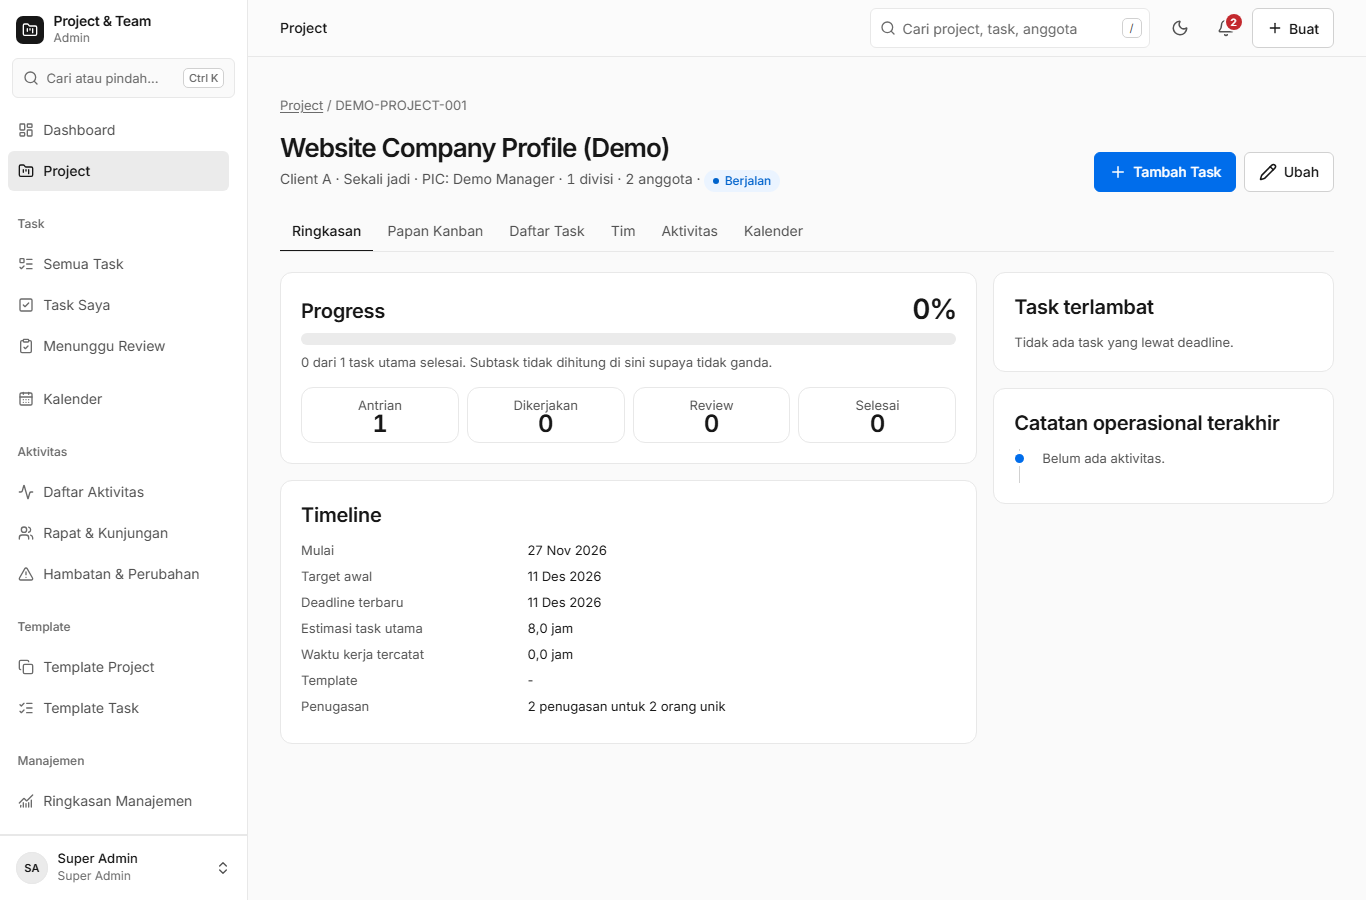 Project & Team
Admin
Cari atau pindah...
Ctrl K
Dashboard
Project
Task
Semua Task
Task Saya
Menunggu Review
Kalender
Aktivitas
Daftar Aktivitas
Rapat & Kunjungan
Hambatan & Perubahan
Template
Template Project
Template Task
Manajemen
Ringkasan Manajemen
SA
Super Admin
Super Admin
Project
Cari project, task, anggota
/
2
Buat
Project / DEMO-PROJECT-001
Website Company Profile (Demo)
Client A · Sekali jadi · PIC: Demo Manager · 1 divisi · 2 anggota · Berjalan
Tambah Task
Ubah
Ringkasan
Papan Kanban
Daftar Task
Tim
Aktivitas
Kalender
Progress
0%
0 dari 1 task utama selesai. Subtask tidak dihitung di sini supaya tidak ganda.
Antrian
1
Dikerjakan
0
Review
0
Selesai
0
Timeline
Mulai 27 Nov 2026
Target awal 11 Des 2026
Deadline terbaru 11 Des 2026
Estimasi task utama 8,0 jam
Waktu kerja tercatat 0,0 jam
Template -
Penugasan 2 penugasan untuk 2 orang unik
Task terlambat
Tidak ada task yang lewat deadline.
Catatan operasional terakhir
Belum ada aktivitas.